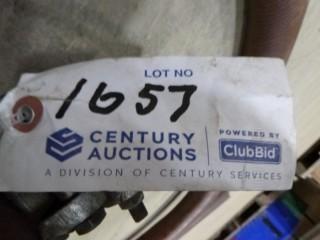 LOT NO
1657
CENTURY AUCTIONS
POWERED BY
ClubBid
A DIVISION OF CENTURY SERVICES